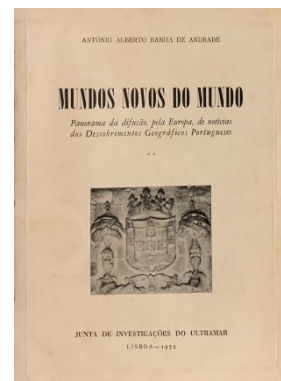 ANTÓNIO ALBERTO BANHA DE ANDRADE
MUNDOS NOVOS DO MUNDO
Panorama da difusão, pela Europa, de notícias
dos Descobrimentos Geográficos Portugueses
JUNTA DE INVESTIGAÇÕES DO ULTRAMAR
LISBOA — 1972